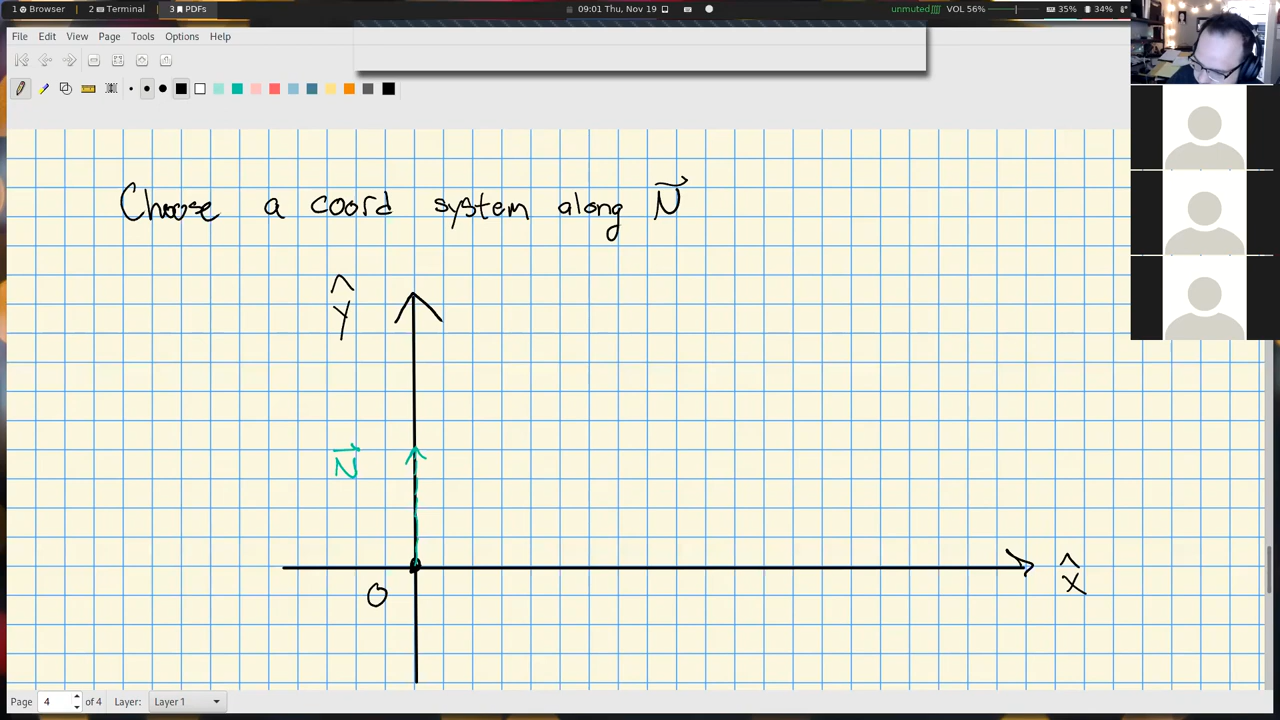 1 Browser 2 Terminal 3 PDFs 09:01 Thu, Nov 19 unmuted VOL 56% 35% 34%
File Edit View Page Tools Options Help
Choose a coord system along N⃗
ŷ
N⃗
x̂
O
Page 4 of 4 Layer: Layer 1